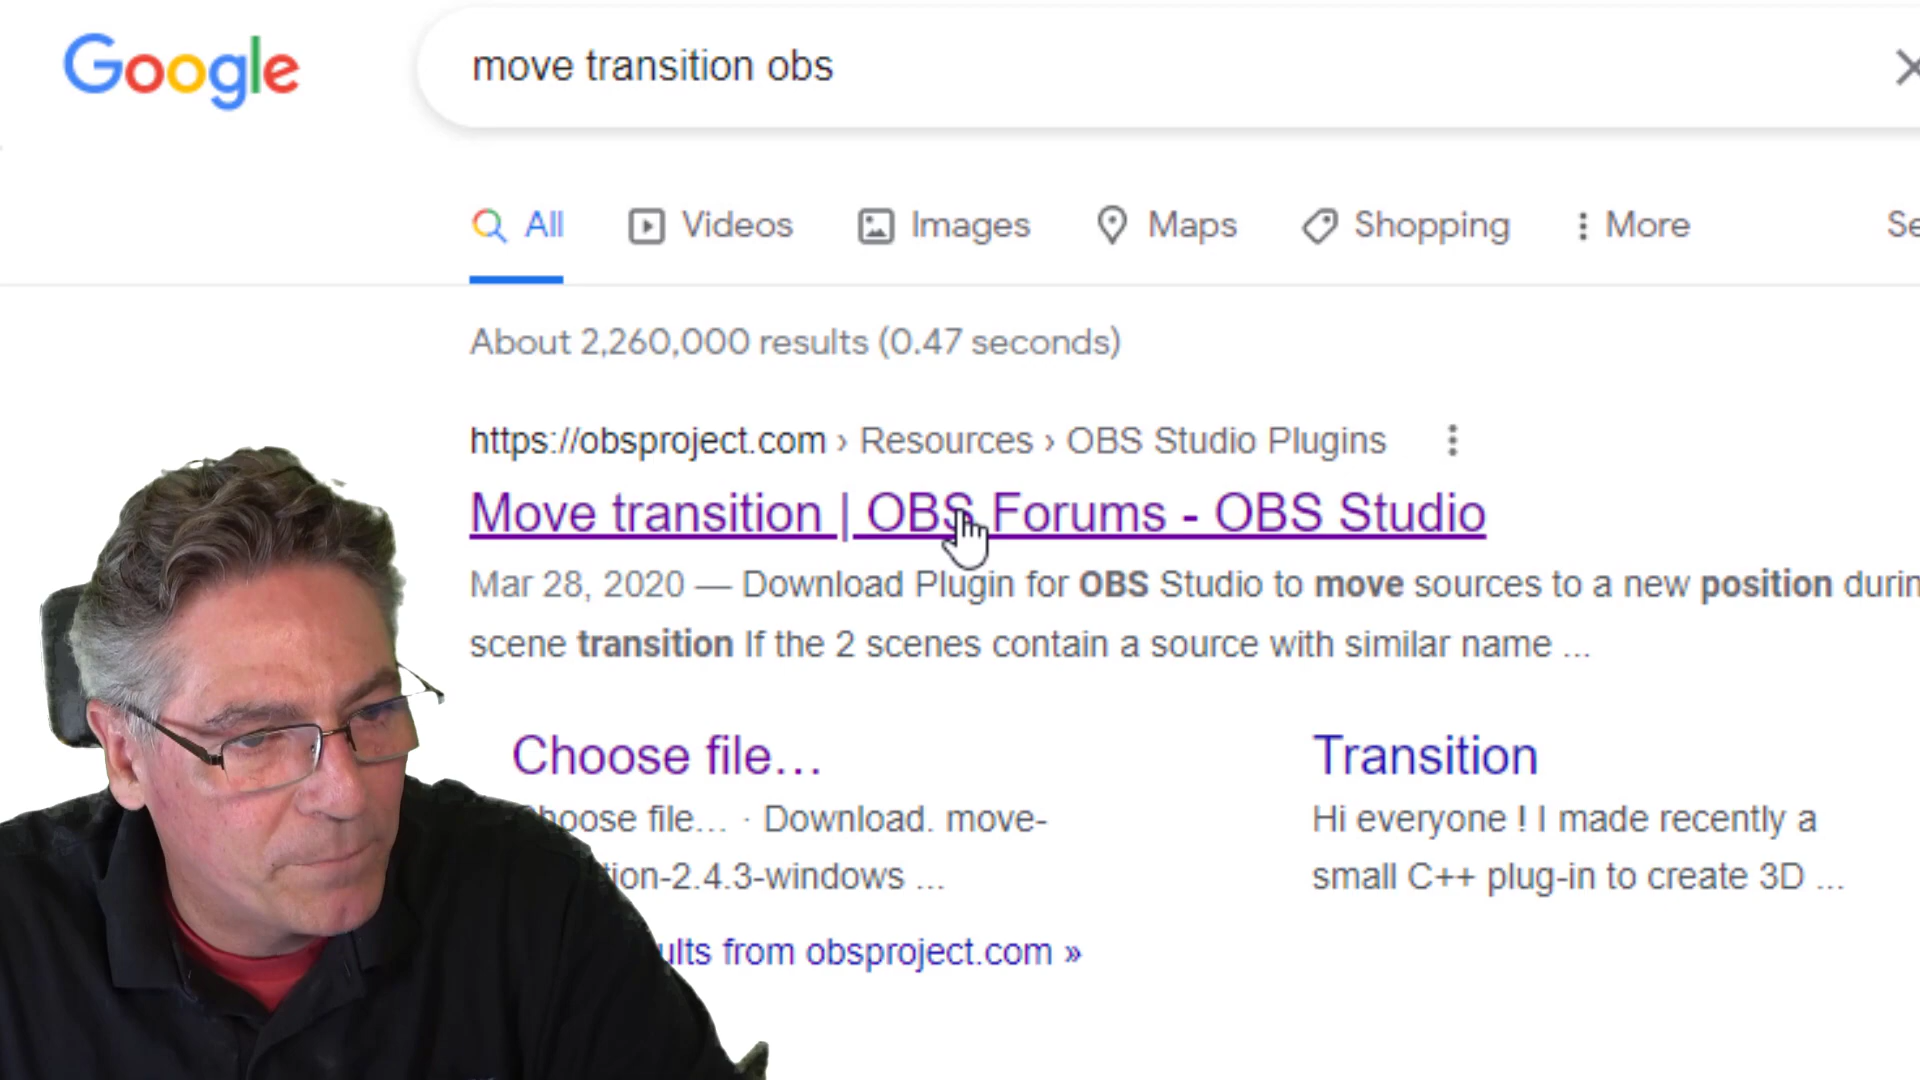 Google
move transition obs
All Videos Images Maps Shopping More
About 2,260,000 results (0.47 seconds)
https://obsproject.com › Resources › OBS Studio Plugins
Move transition | OBS Forums - OBS Studio
Mar 28, 2020 — Download Plugin for OBS Studio to move sources to a new position
scene transition If the 2 scenes contain a source with similar name ...
Choose file…
Transition
file... · Download. move-
Hi everyone ! I made recently a
-2.4.3-windows ...
small C++ plug-in to create 3D ...
from obsproject.com »